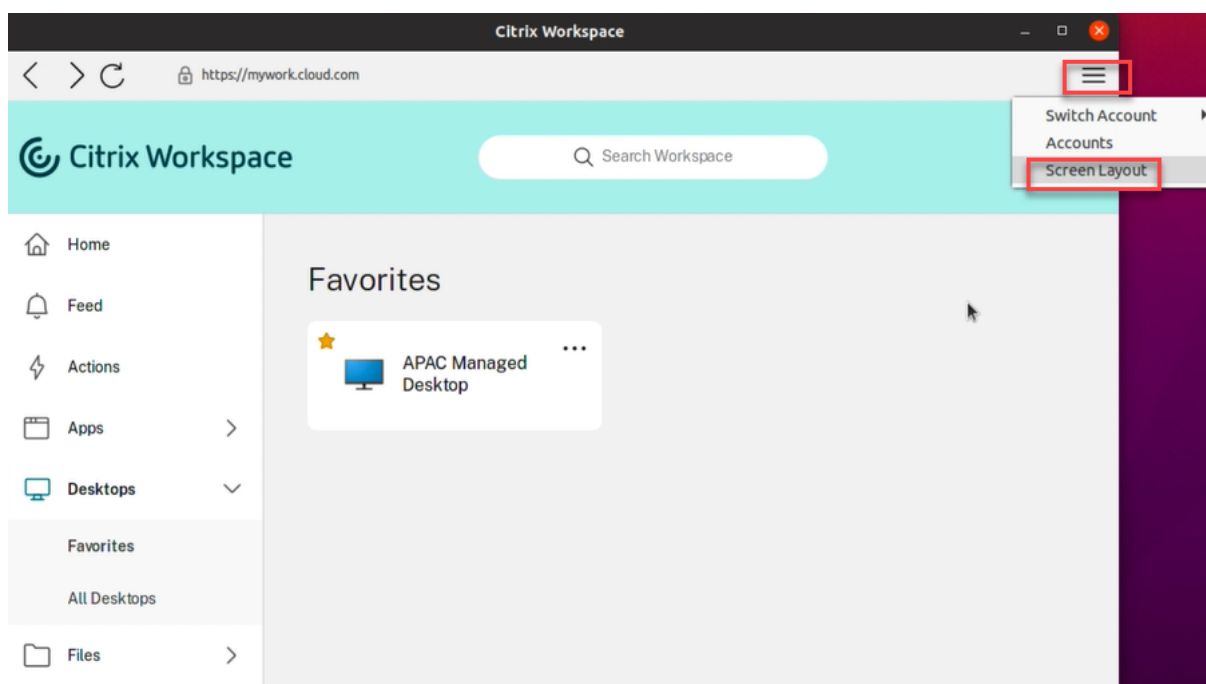 Citrix Workspace
https://mywork.cloud.com
Switch Account
Accounts
Screen Layout
Citrix Workspace
Search Workspace
Home
Feed
Actions
Apps
Desktops
Favorites
All Desktops
Files
Favorites
APAC Managed
Desktop